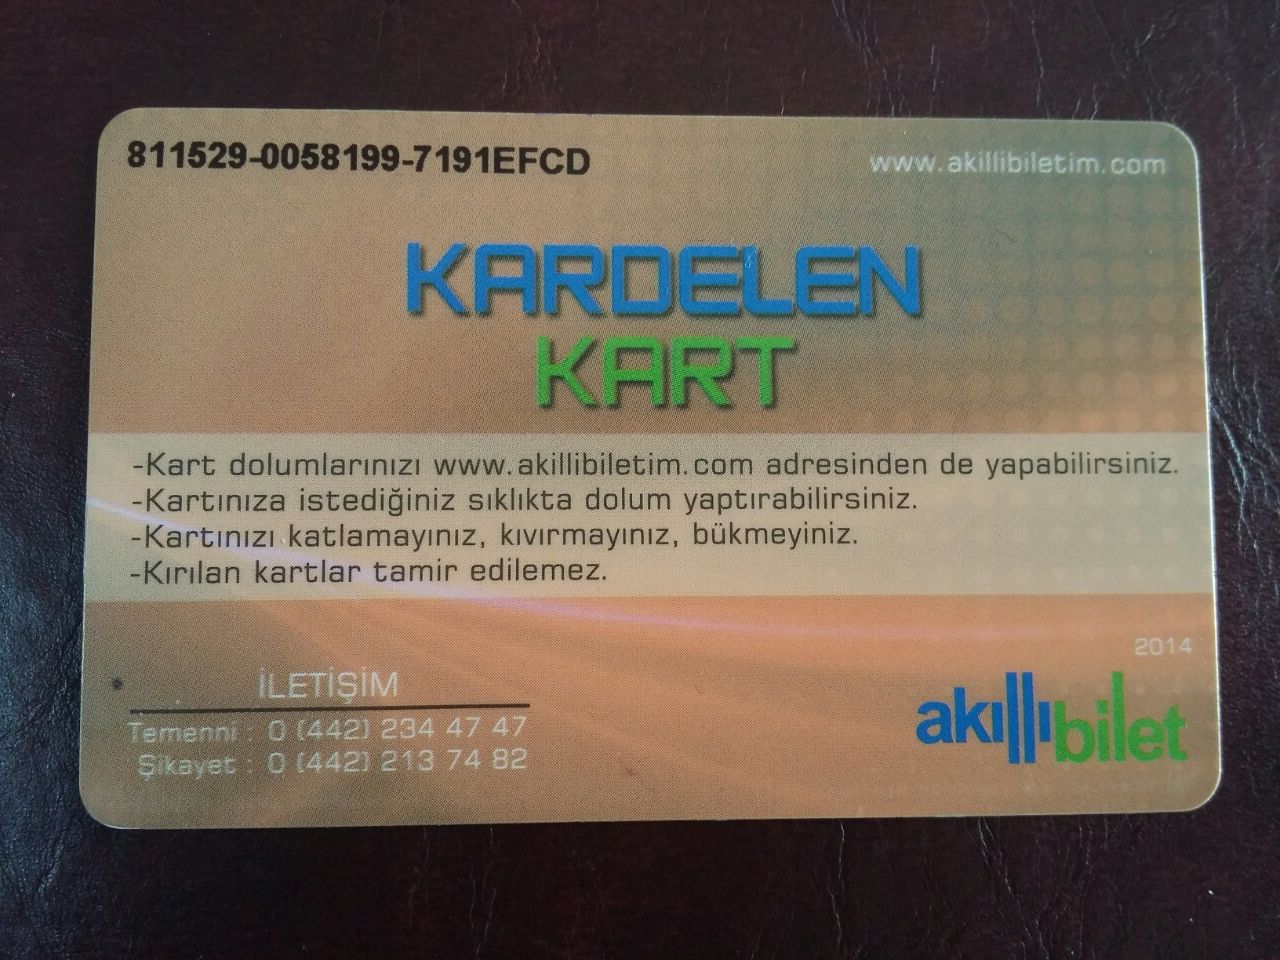 811529-0058199-7191EFCD
www.akillibiletim.com
KARDELEN
KART
-Kart dolumlarınızı www.akillibiletim.com adresinden de yapabilirsiniz.
-Kartınıza istediğiniz sıklıkta dolum yaptırabilirsiniz.
-Kartınızı katlamayınız, kıvırmayınız, bükmeyiniz.
-Kırılan kartlar tamir edilemez.
2014
İLETİŞİM
Temenni : 0 (442) 234 47 47
Şikayet : 0 (442) 213 74 82
akıllıbilet